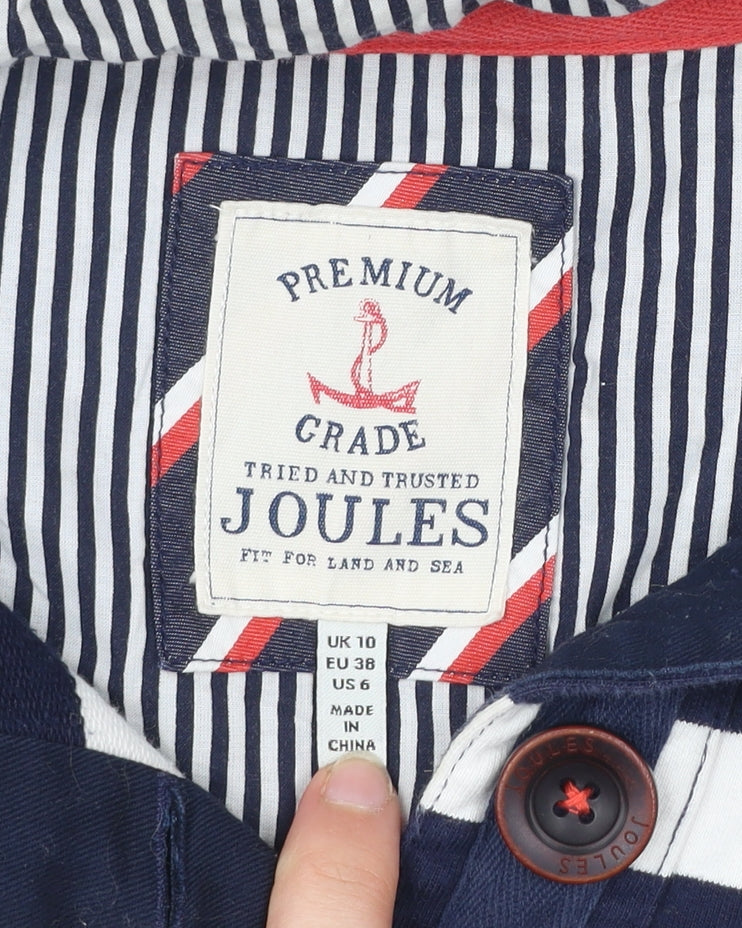 PREMIUM
GRADE
TRIED AND TRUSTED
JOULES
FIT FOR LAND AND SEA
UK 10
EU 38
US 6
MADE
IN
CHINA
JOULES
JOULES